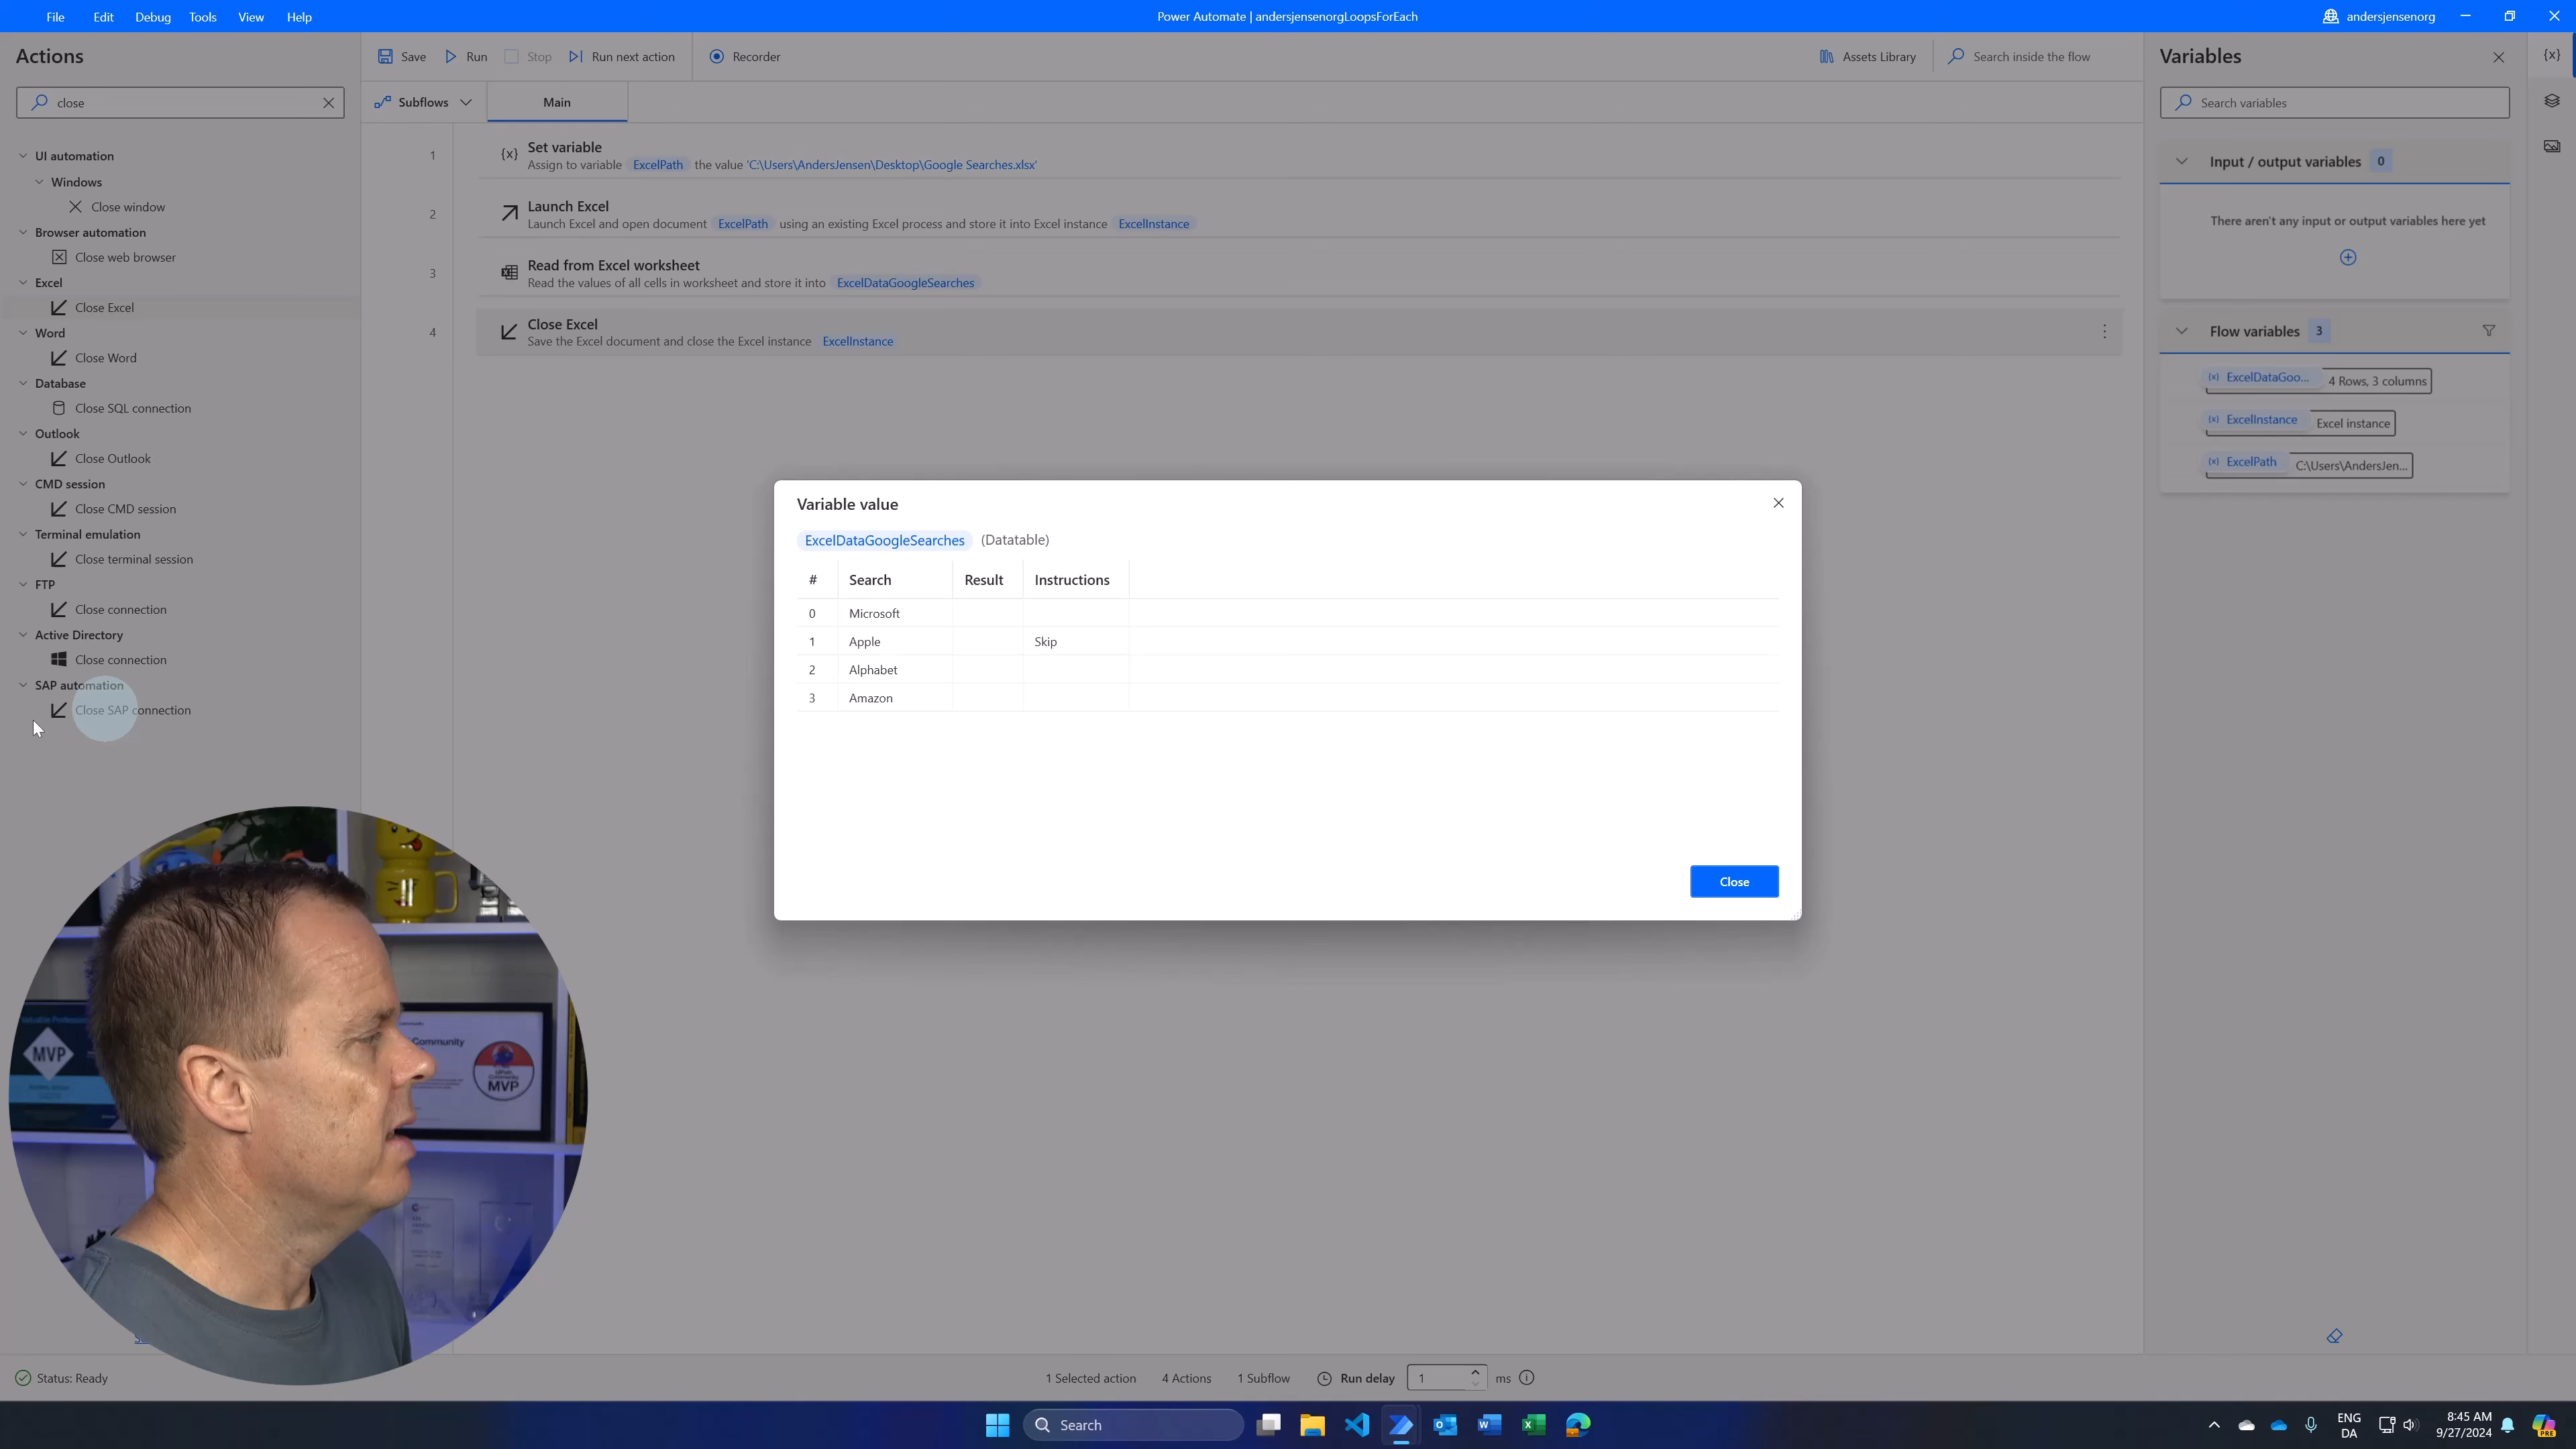 File Edit Debug Tools View Help
Power Automate | andersjensenorgLoopsForEach
andersjensenorg
Actions
close
UI automation
Windows
Close window
Browser automation
Close web browser
Excel
Close Excel
Word
Close Word
Database
Close SQL connection
Outlook
Close Outlook
CMD session
Close CMD session
Terminal emulation
Close terminal session
FTP
Close connection
Active Directory
Close connection
SAP automation
Close SAP connection
Save Run Stop Run next action Recorder
Assets Library Search inside the flow
Subflows Main
1 {x} Set variable
Assign to variable ExcelPath the value 'C:\Users\AndersJensen\Desktop\Google Searches.xlsx'
2 Launch Excel
Launch Excel and open document ExcelPath using an existing Excel process and store it into Excel instance ExcelInstance
3 Read from Excel worksheet
Read the values of all cells in worksheet and store it into ExcelDataGoogleSearches
4 Close Excel
Save the Excel document and close the Excel instance ExcelInstance
Variable value
ExcelDataGoogleSearches (Datatable)
# Search Result Instructions
0 Microsoft
1 Apple Skip
2 Alphabet
3 Amazon
Close
Variables
{x}
Search variables
Input / output variables 0
There aren't any input or output variables here yet
Flow variables 3
{x} ExcelDataGoo... 4 Rows, 3 columns
{x} ExcelInstance Excel instance
{x} ExcelPath C:\Users\AndersJen...
MVP
Community
MVP
Status: Ready
1 Selected action 4 Actions 1 Subflow Run delay 1 ms
Search
ENG
DA
8:45 AM
9/27/2024
PRE